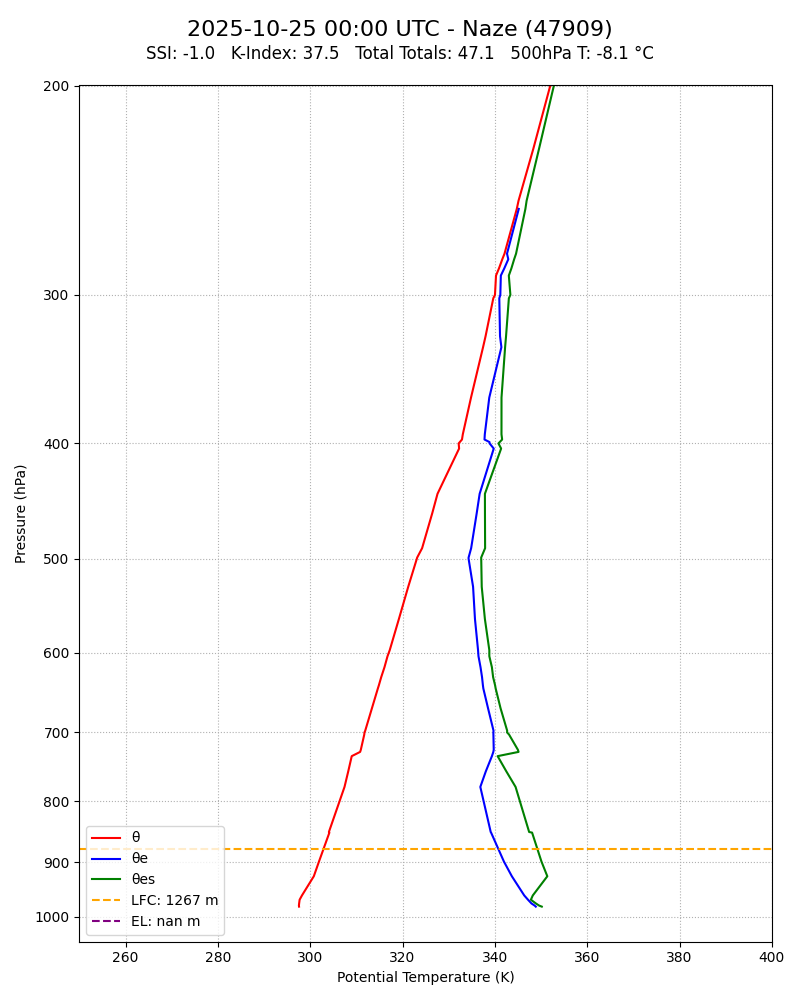 2025-10-25 00:00 UTC - Naze (47909)
SSI: -1.0   K-Index: 37.5   Total Totals: 47.1   500hPa T: -8.1 °C
200
300
400
500
600
700
800
900
1000
Pressure (hPa)
θ
θe
θes
LFC: 1267 m
EL: nan m
260
280
300
320
340
360
380
400
Potential Temperature (K)